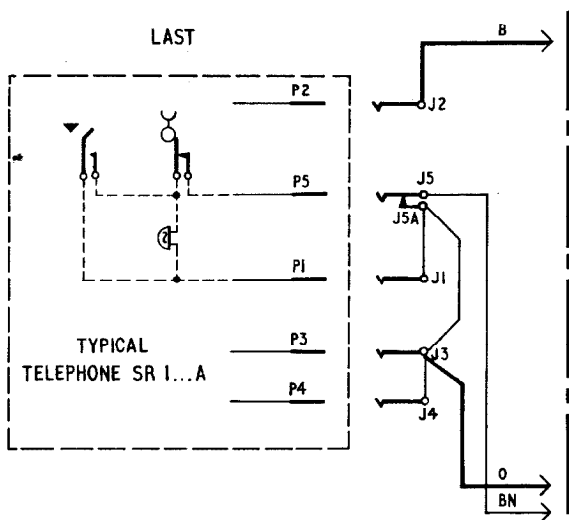 LAST
B
P2
J2
P5
J5
J5A
P1
J1
P3
J3
TYPICAL
TELEPHONE SR 1...A
P4
J4
O
BN